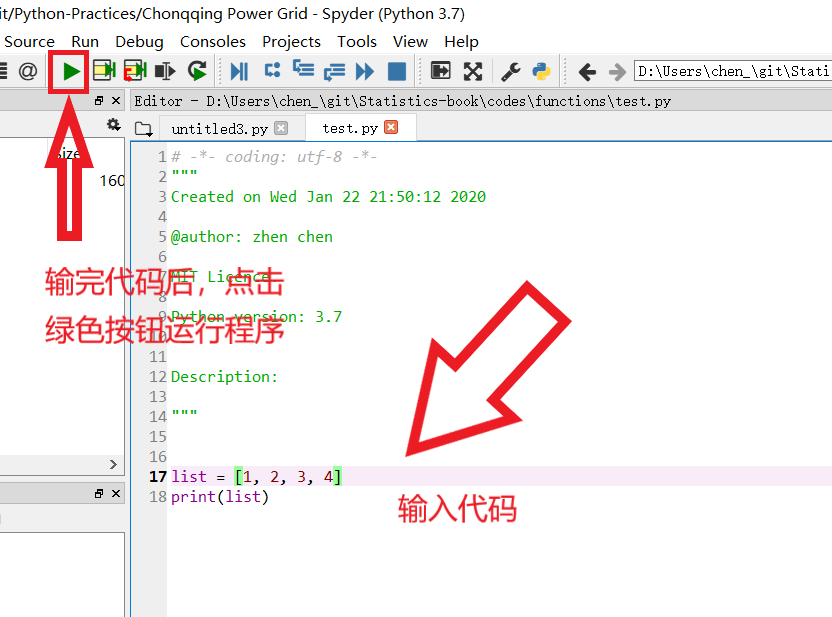 it/Python-Practices/Chonqqing Power Grid - Spyder (Python 3.7)
Source Run Debug Consoles Projects Tools View Help
@
D:\Users\chen_\git\Stati
Editor - D:\Users\chen_\git\Statistics-book\codes\functions\test.py
untitled3.py test.py
Size
160
1 # -*- coding: utf-8 -*-
2 """
3 Created on Wed Jan 22 21:50:12 2020
4
5 @author: zhen chen
6
7 MIT Licence
8
9 Python version: 3.7
10
11
12 Description:
13
14 """
15
16
17 list = [1, 2, 3, 4]
18 print(list)
输完代码后，点击
绿色按钮运行程序
输入代码